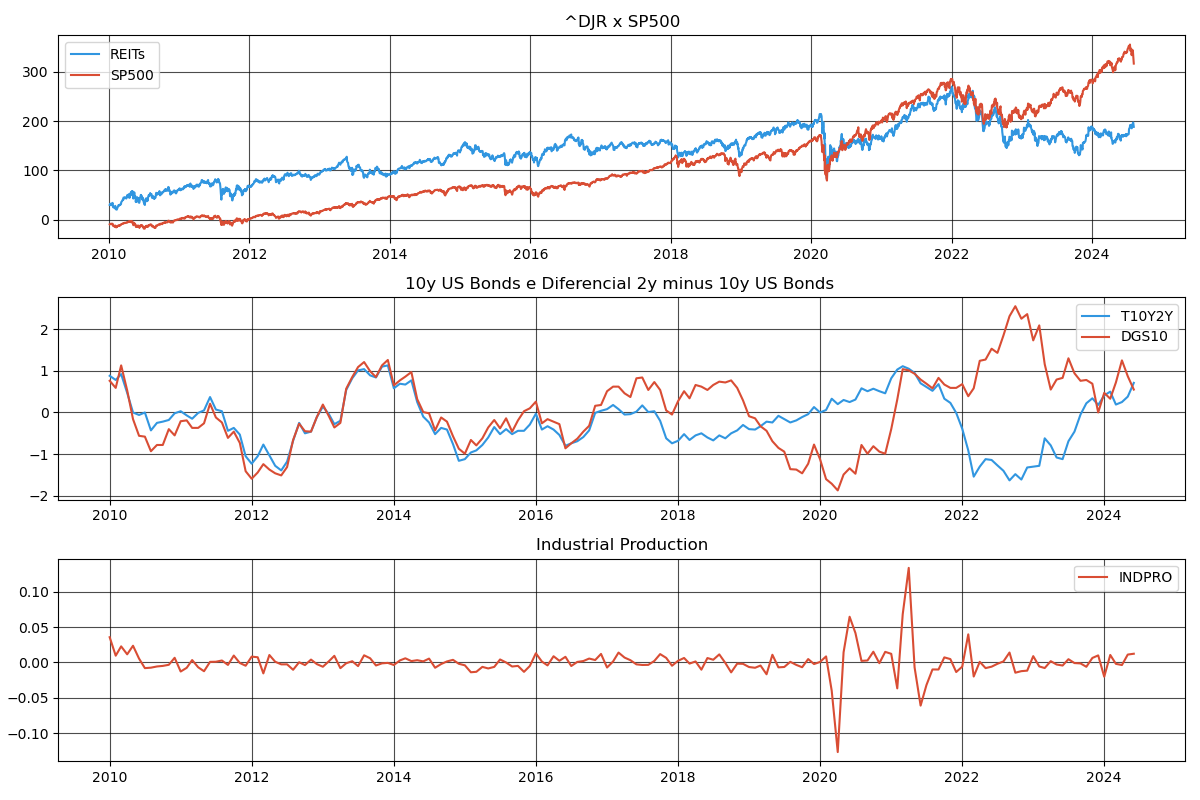 ^DJR x SP500
REITs
SP500
300
200
100
0
2010 2012 2014 2016 2018 2020 2022 2024
10y US Bonds e Diferencial 2y minus 10y US Bonds
T10Y2Y
DGS10
2
1
0
−1
−2
2010 2012 2014 2016 2018 2020 2022 2024
Industrial Production
INDPRO
0.10
0.05
0.00
−0.05
−0.10
2010 2012 2014 2016 2018 2020 2022 2024